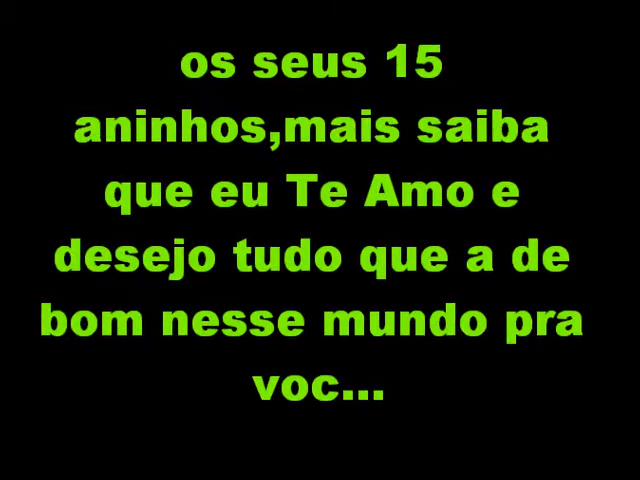 os seus 15
aninhos,mais saiba
que eu Te Amo e
desejo tudo que a de
bom nesse mundo pra
voc...